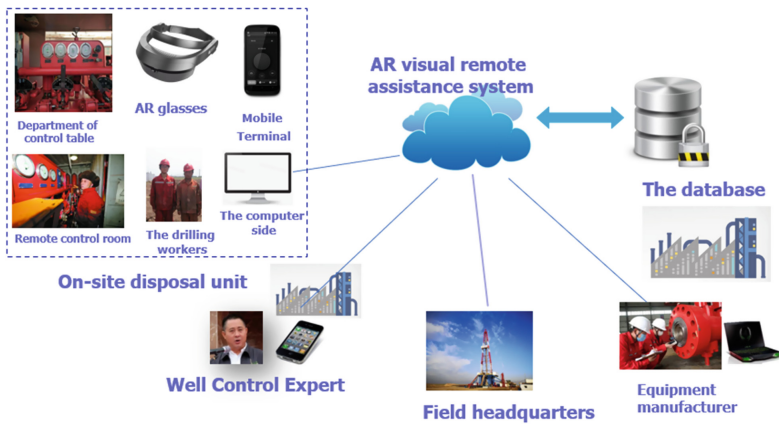 AR visual remote
assistance system
AR glasses
Mobile
Terminal
Department of
control table
Remote control room
The drilling
workers
The computer
side
The database
On-site disposal unit
Well Control Expert
Field headquarters
Equipment
manufacturer